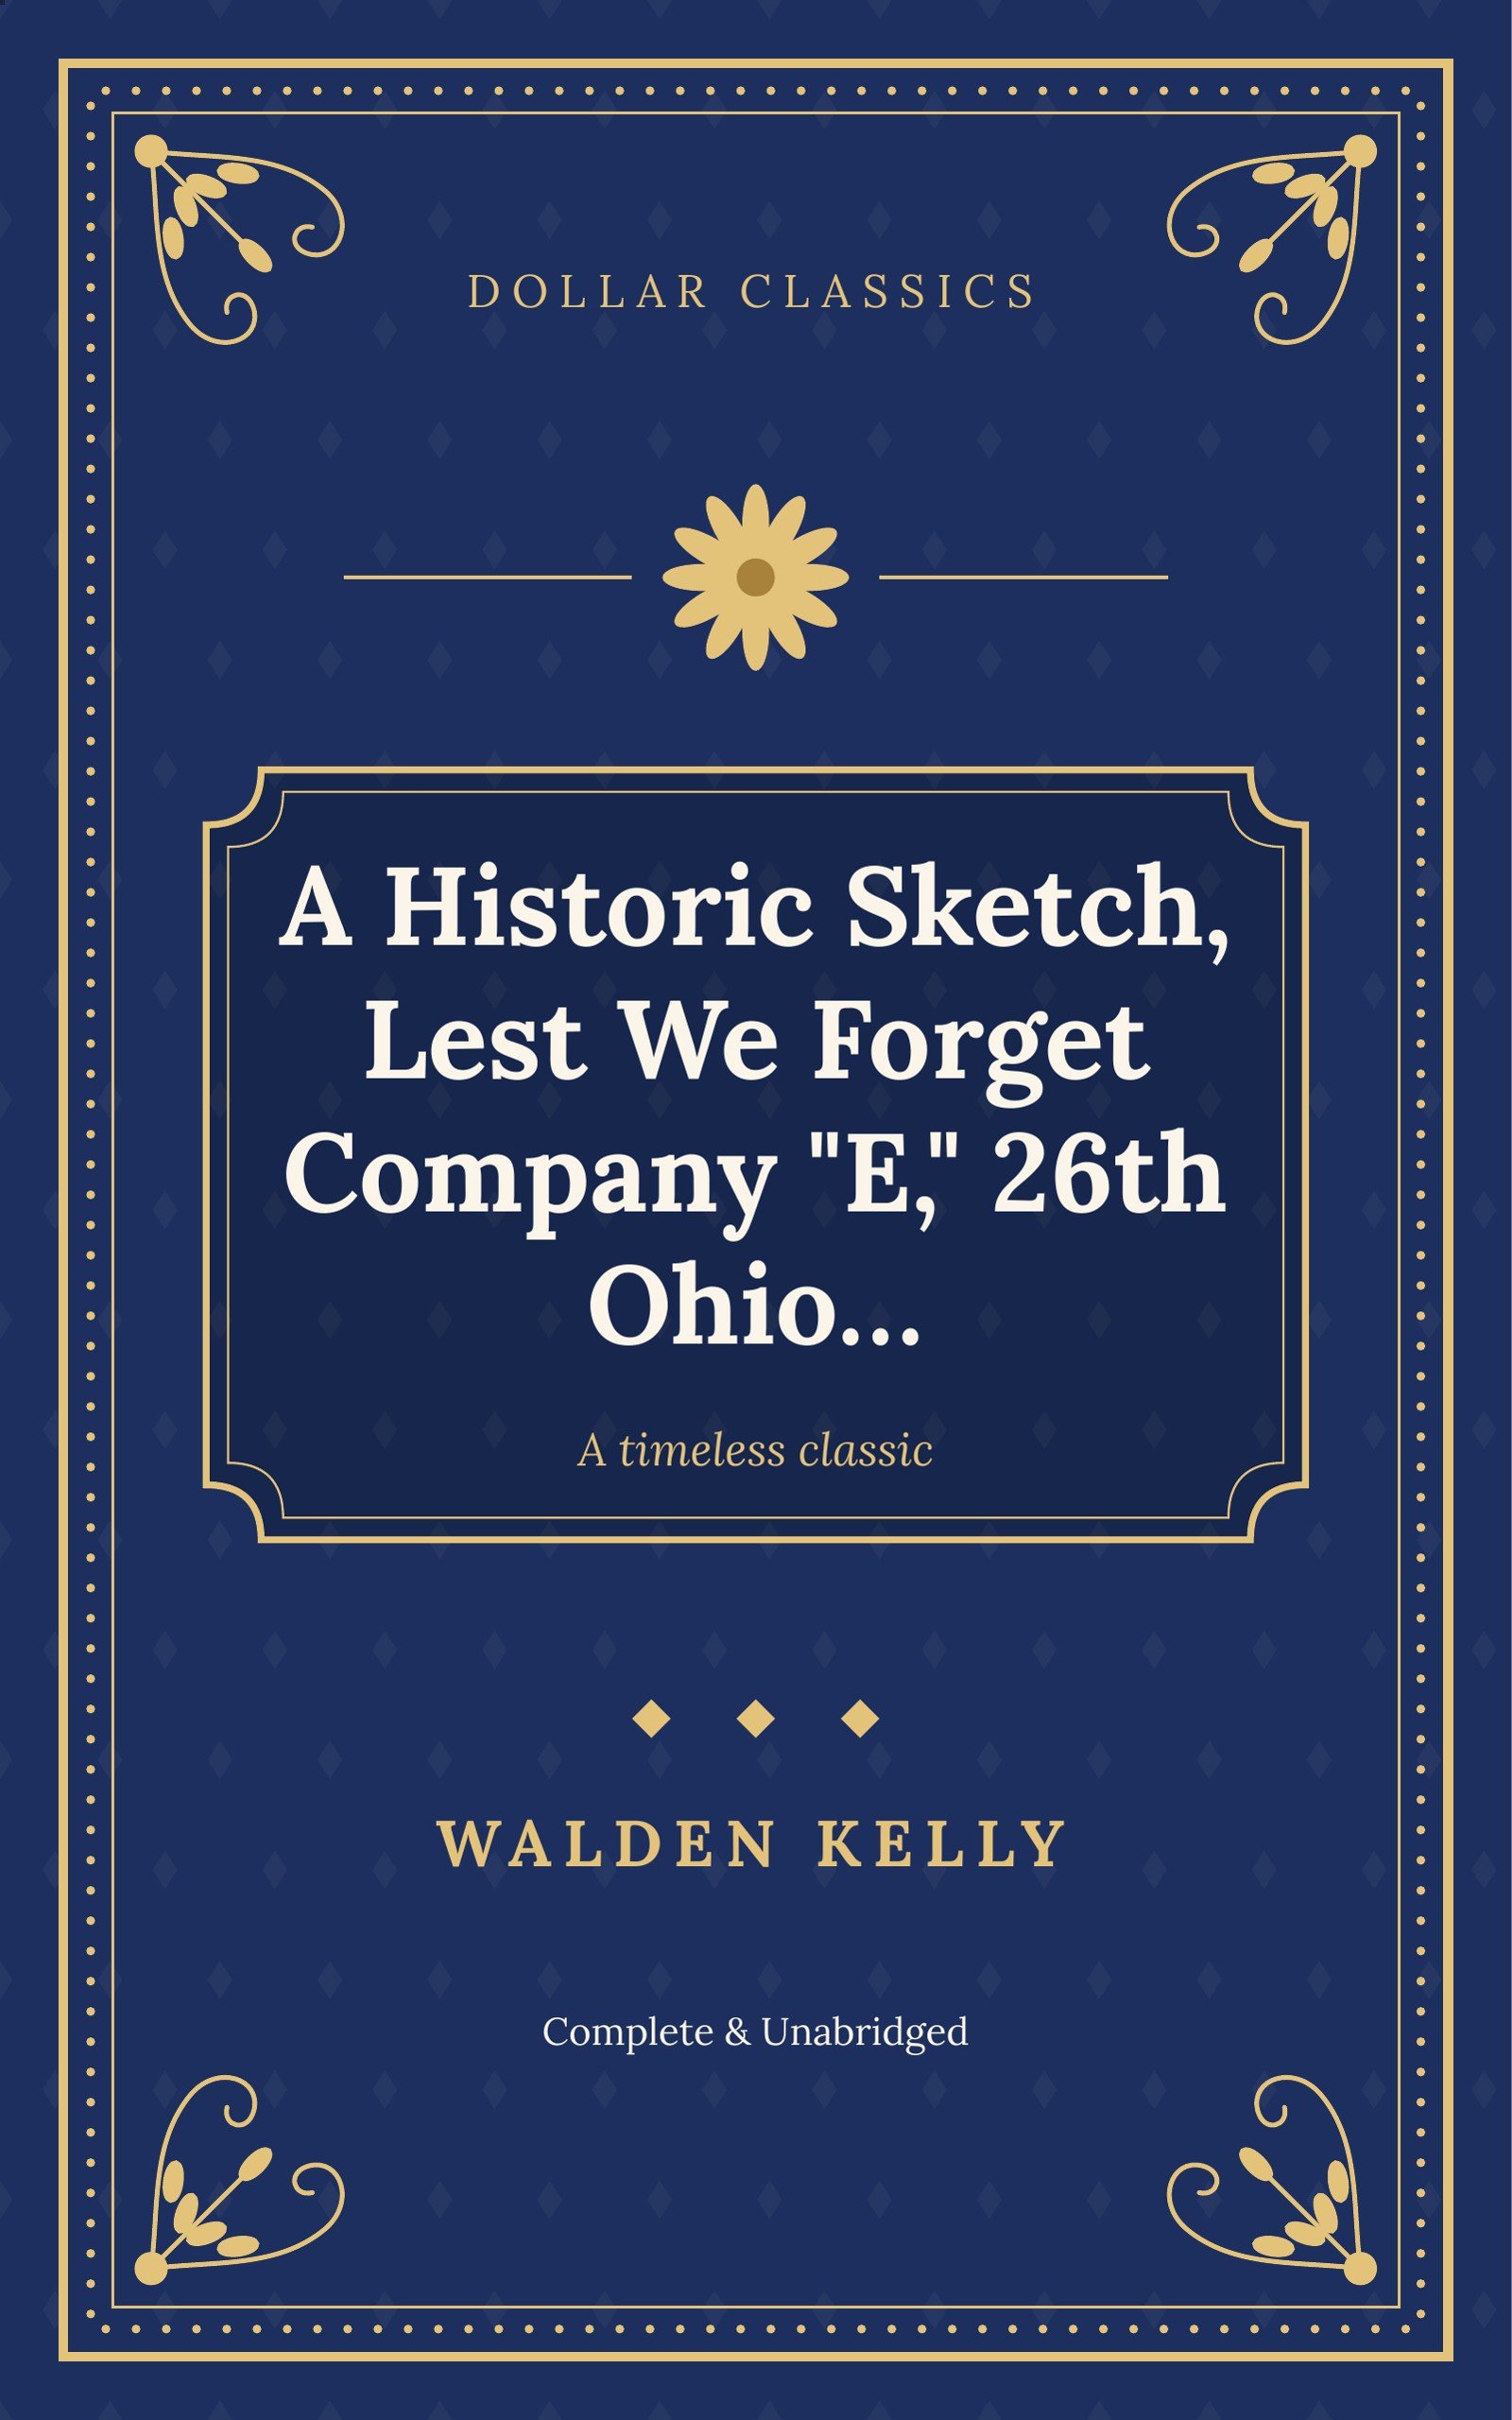 DOLLAR CLASSICS
A Historic Sketch,
Lest We Forget
Company "E," 26th
Ohio...
A timeless classic
WALDEN KELLY
Complete & Unabridged